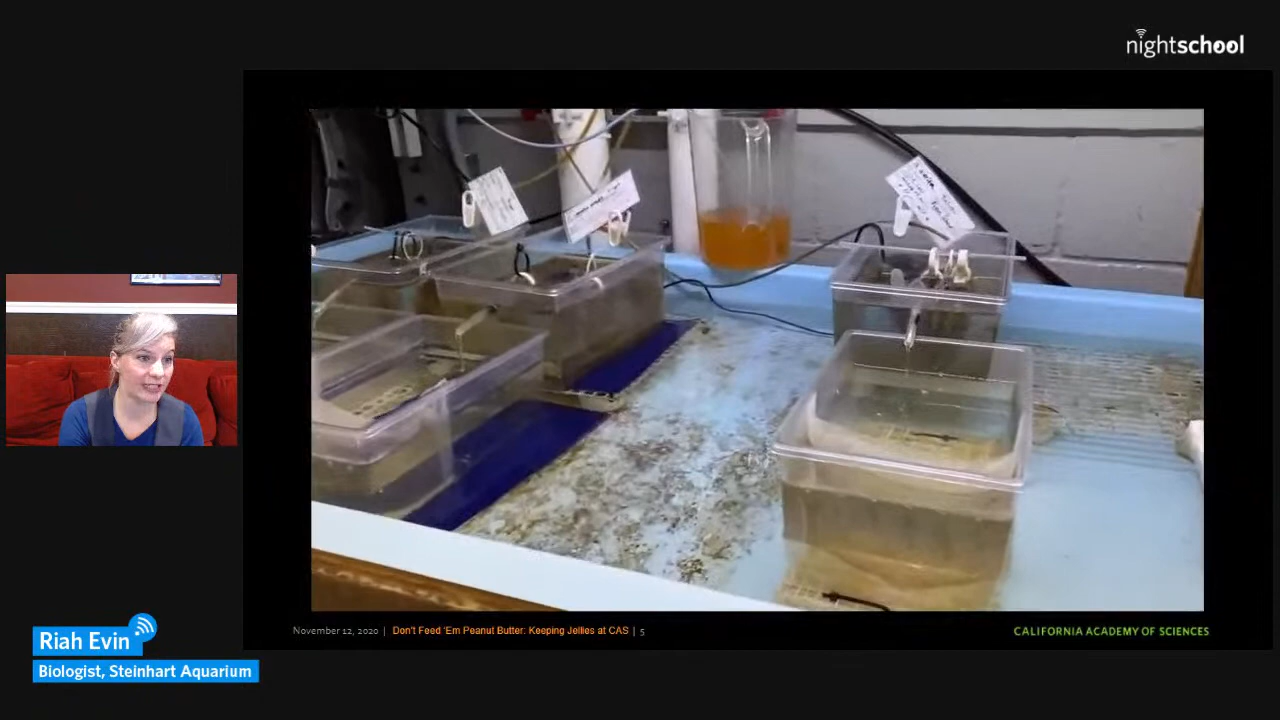 nightschool
November 12, 2020 | Don't Feed 'Em Peanut Butter: Keeping Jellies at CAS | 5
CALIFORNIA ACADEMY OF SCIENCES
Riah Evin
Biologist, Steinhart Aquarium